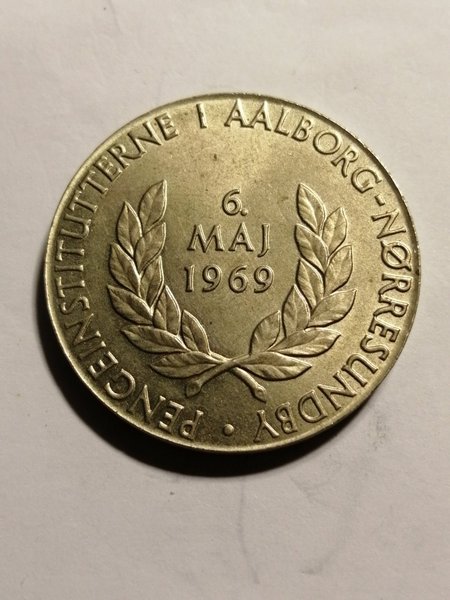 PENGEINSTITUTTERNE I AALBORG-NØRRESUNDBY ·
6.
MAJ
1969